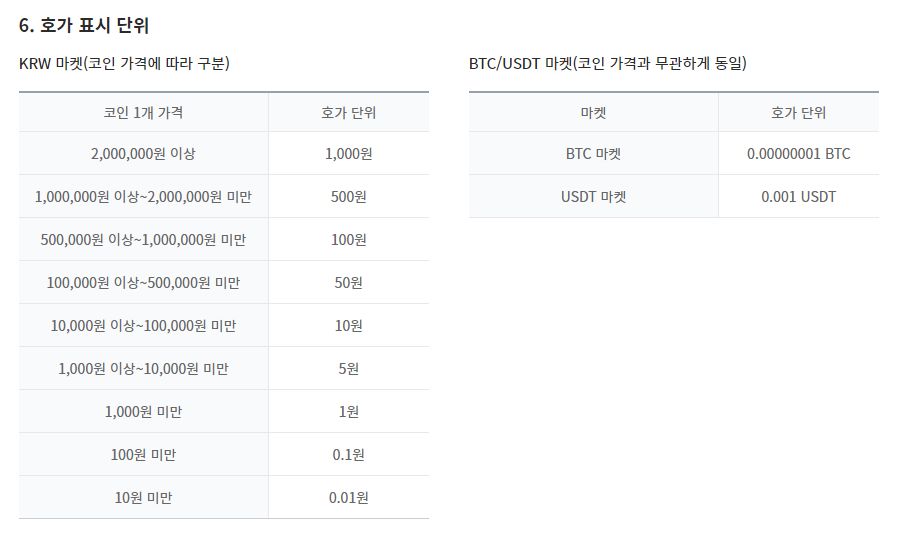 6. 호가 표시 단위
KRW 마켓(코인 가격에 따라 구분)
코인 1개 가격 호가 단위
2,000,000원 이상 1,000원
1,000,000원 이상~2,000,000원 미만 500원
500,000원 이상~1,000,000원 미만 100원
100,000원 이상~500,000원 미만 50원
10,000원 이상~100,000원 미만 10원
1,000원 이상~10,000원 미만 5원
1,000원 미만 1원
100원 미만 0.1원
10원 미만 0.01원
BTC/USDT 마켓(코인 가격과 무관하게 동일)
마켓 호가 단위
BTC 마켓 0.00000001 BTC
USDT 마켓 0.001 USDT